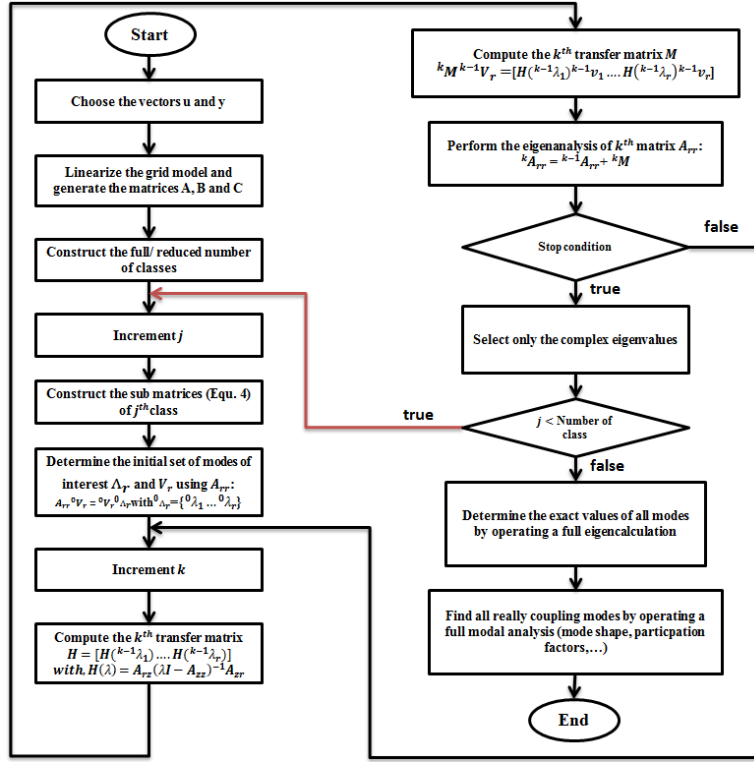 Start
Choose the vectors u and y
Linearize the grid model and
generate the matrices A, B and C
Construct the full/ reduced number
of classes
Increment j
Construct the sub matrices (Equ. 4)
of jᵗʰ class
Determine the initial set of modes of
interest Λᵣ and Vᵣ using Aᵣᵣ:
Aᵣᵣ ⁰Vᵣ = ⁰Vᵣ ⁰Λᵣ with ⁰Λᵣ={⁰λ₁ …⁰λᵣ}
Increment k
Compute the kᵗʰ transfer matrix
H = [H(ᵏ⁻¹λ₁) .... H(ᵏ⁻¹λᵣ)]
with, H(λ) = A_rz(λI − A_zz)⁻¹A_zr
Compute the kᵗʰ transfer matrix M
ᵏM ᵏ⁻¹Vᵣ =[H(ᵏ⁻¹λ₁)ᵏ⁻¹v₁ .... H(ᵏ⁻¹λᵣ)ᵏ⁻¹vᵣ]
Perform the eigenanalysis of kᵗʰ matrix Aᵣᵣ:
ᵏAᵣᵣ = ᵏ⁻¹Aᵣᵣ+ ᵏM
Stop condition
false
true
Select only the complex eigenvalues
j < Number of
class
true
false
Determine the exact values of all modes
by operating a full eigencalculation
Find all really coupling modes by operating a
full modal analysis (mode shape, particpation
factors,…)
End